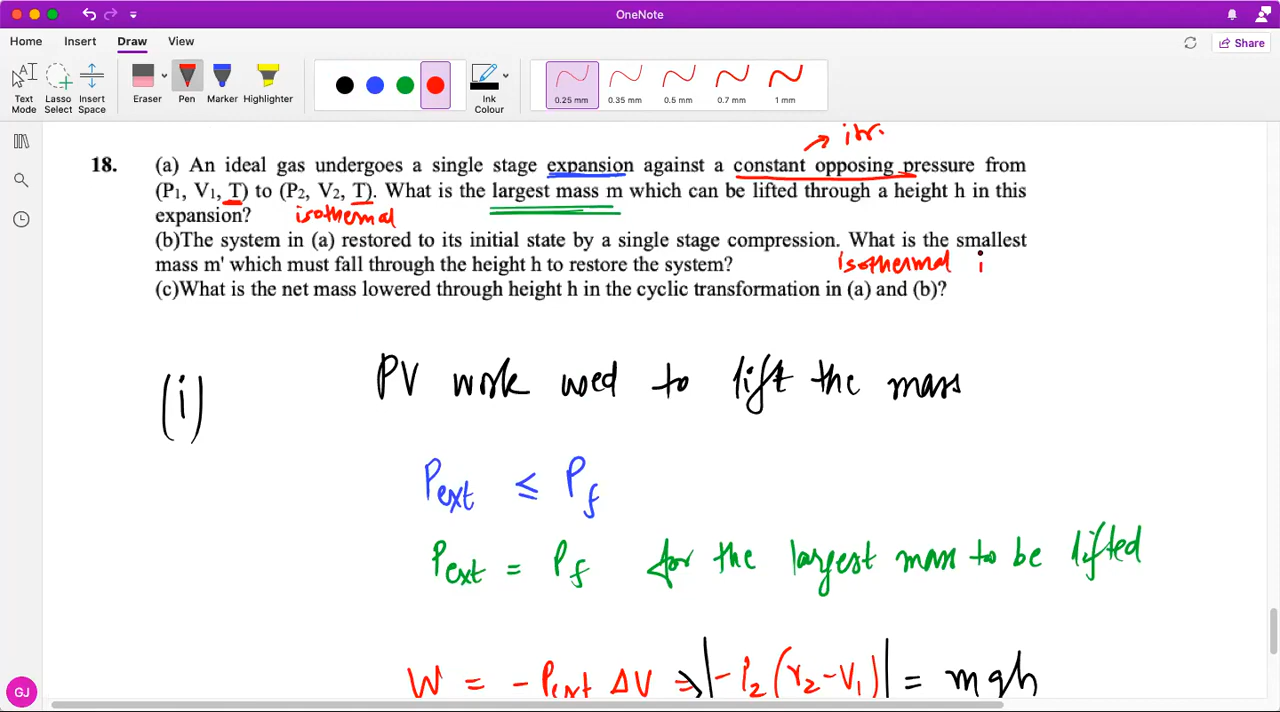 OneNote
Home Insert Draw View
Share
Text Mode
Lasso Select
Insert Space
Eraser
Pen
Marker
Highlighter
Ink Colour
0.25 mm
0.35 mm
0.5 mm
0.7 mm
1 mm
irr.
18. (a) An ideal gas undergoes a single stage expansion against a constant opposing pressure from
(P1, V1, T) to (P2, V2, T). What is the largest mass m which can be lifted through a height h in this
expansion? isothermal
(b)The system in (a) restored to its initial state by a single stage compression. What is the smallest
mass m' which must fall through the height h to restore the system? isothermal i
(c)What is the net mass lowered through height h in the cyclic transformation in (a) and (b)?
(i) PV work used to lift the mass
Pext ≤ Pf
Pext = Pf for the largest mass to be lifted
W = -Pext ΔV => |-P2(V2-V1)| = mgh
GJ